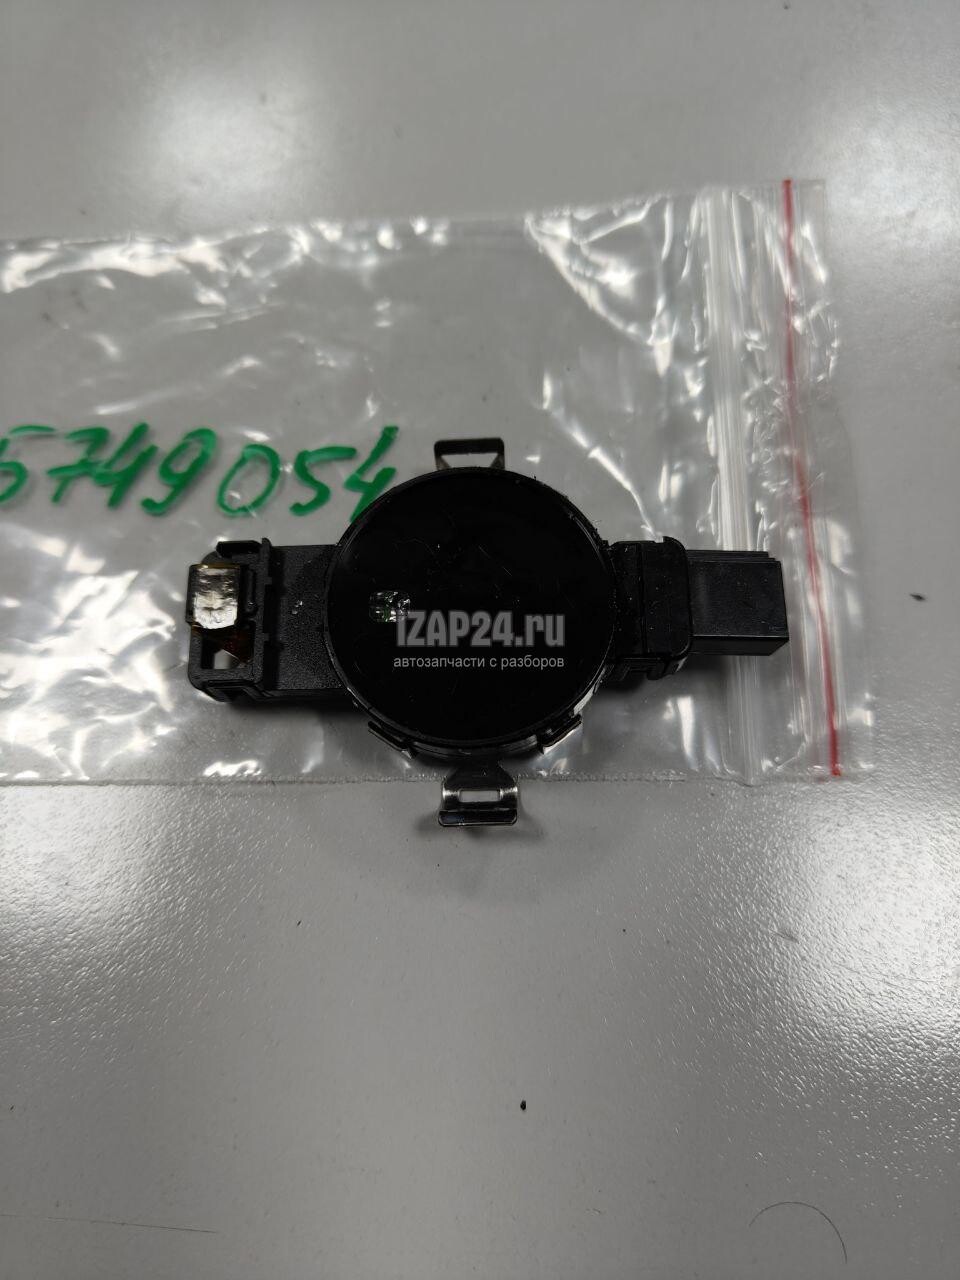 5749054
IZAP24.ru
автозапчасти с разборов